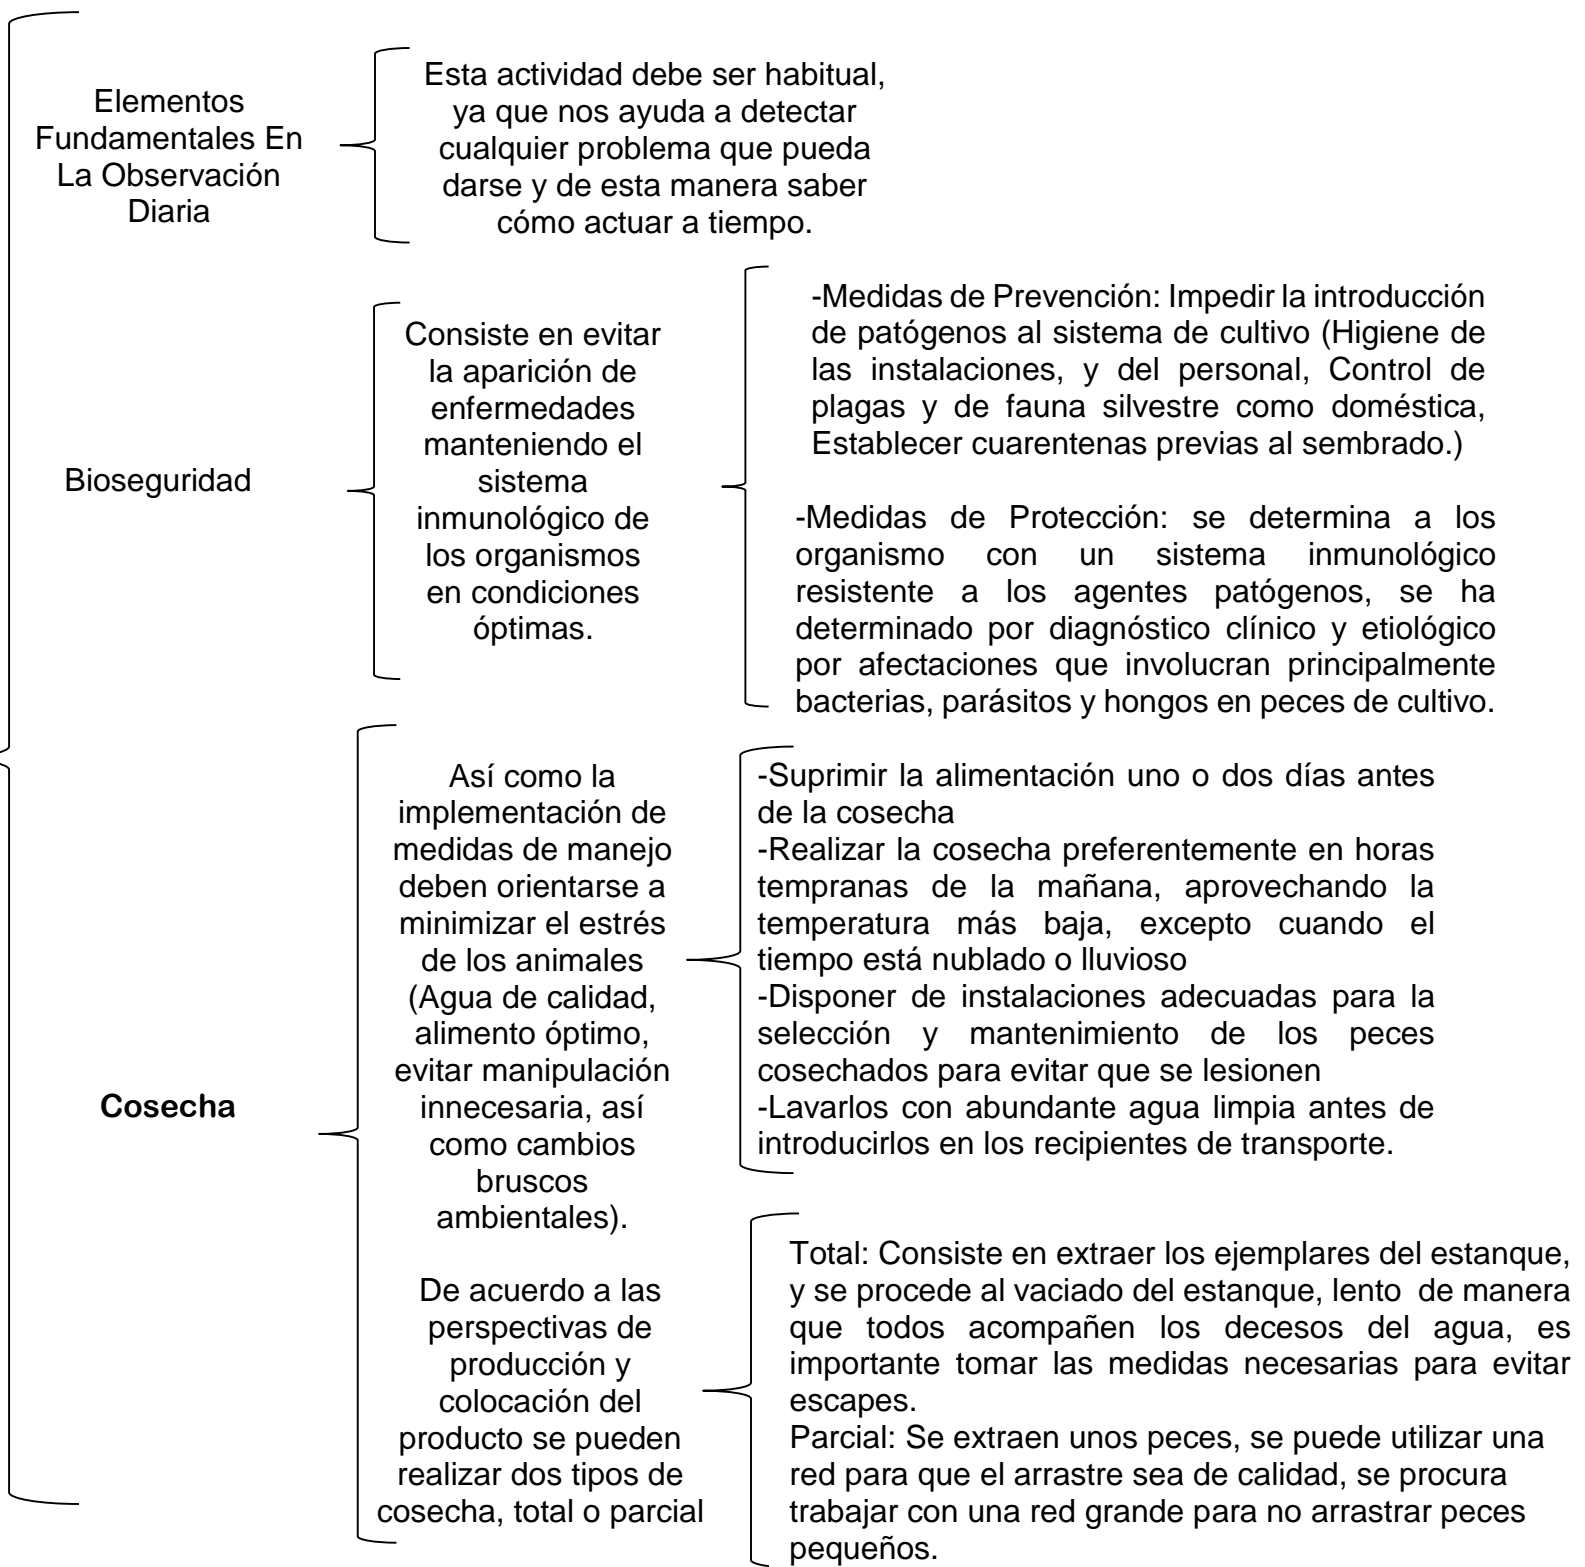 Elementos
Fundamentales En
La Observación
Diaria
Esta actividad debe ser habitual,
ya que nos ayuda a detectar
cualquier problema que pueda
darse y de esta manera saber
cómo actuar a tiempo.
Bioseguridad
Consiste en evitar
la aparición de
enfermedades
manteniendo el
sistema
inmunológico de
los organismos
en condiciones
óptimas.
-Medidas de Prevención: Impedir la introducción
de patógenos al sistema de cultivo (Higiene de
las instalaciones, y del personal, Control de
plagas y de fauna silvestre como doméstica,
Establecer cuarentenas previas al sembrado.)
-Medidas de Protección: se determina a los
organismo con un sistema inmunológico
resistente a los agentes patógenos, se ha
determinado por diagnóstico clínico y etiológico
por afectaciones que involucran principalmente
bacterias, parásitos y hongos en peces de cultivo.
Cosecha
Así como la
implementación de
medidas de manejo
deben orientarse a
minimizar el estrés
de los animales
(Agua de calidad,
alimento óptimo,
evitar manipulación
innecesaria, así
como cambios
bruscos
ambientales).
-Suprimir la alimentación uno o dos días antes
de la cosecha
-Realizar la cosecha preferentemente en horas
tempranas de la mañana, aprovechando la
temperatura más baja, excepto cuando el
tiempo está nublado o lluvioso
-Disponer de instalaciones adecuadas para la
selección y mantenimiento de los peces
cosechados para evitar que se lesionen
-Lavarlos con abundante agua limpia antes de
introducirlos en los recipientes de transporte.
De acuerdo a las
perspectivas de
producción y
colocación del
producto se pueden
realizar dos tipos de
cosecha, total o parcial
Total: Consiste en extraer los ejemplares del estanque,
y se procede al vaciado del estanque, lento de manera
que todos acompañen los decesos del agua, es
importante tomar las medidas necesarias para evitar
escapes.
Parcial: Se extraen unos peces, se puede utilizar una
red para que el arrastre sea de calidad, se procura
trabajar con una red grande para no arrastrar peces
pequeños.